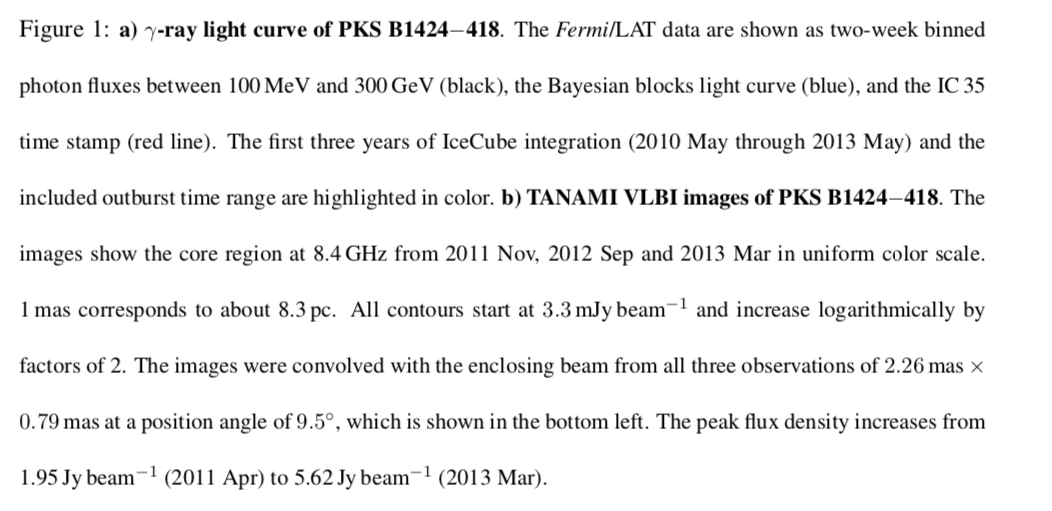 Figure 1: a) γ-ray light curve of PKS B1424−418. The Fermi/LAT data are shown as two-week binned
photon fluxes between 100 MeV and 300 GeV (black), the Bayesian blocks light curve (blue), and the IC 35
time stamp (red line). The first three years of IceCube integration (2010 May through 2013 May) and the
included outburst time range are highlighted in color. b) TANAMI VLBI images of PKS B1424−418. The
images show the core region at 8.4 GHz from 2011 Nov, 2012 Sep and 2013 Mar in uniform color scale.
1 mas corresponds to about 8.3 pc. All contours start at 3.3 mJy beam⁻¹ and increase logarithmically by
factors of 2. The images were convolved with the enclosing beam from all three observations of 2.26 mas ×
0.79 mas at a position angle of 9.5°, which is shown in the bottom left. The peak flux density increases from
1.95 Jy beam⁻¹ (2011 Apr) to 5.62 Jy beam⁻¹ (2013 Mar).